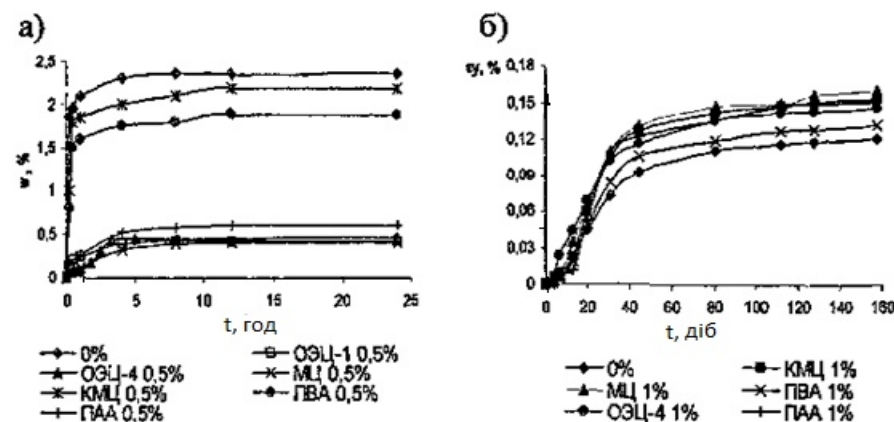 а)
w, %
2,5
2
1,5
1
0,5
0
0 5 10 15 20 25
t, год
0% ОЭЦ-1 0,5%
ОЭЦ-4 0,5% МЦ 0,5%
КМЦ 0,5% ПВА 0,5%
ПАА 0,5%
б)
εy, %
0,18
0,15
0,12
0,09
0,06
0,03
0
0 20 40 60 80 100 120 140 160
t, діб
0% КМЦ 1%
МЦ 1% ПВА 1%
ОЭЦ-4 1% ПАА 1%